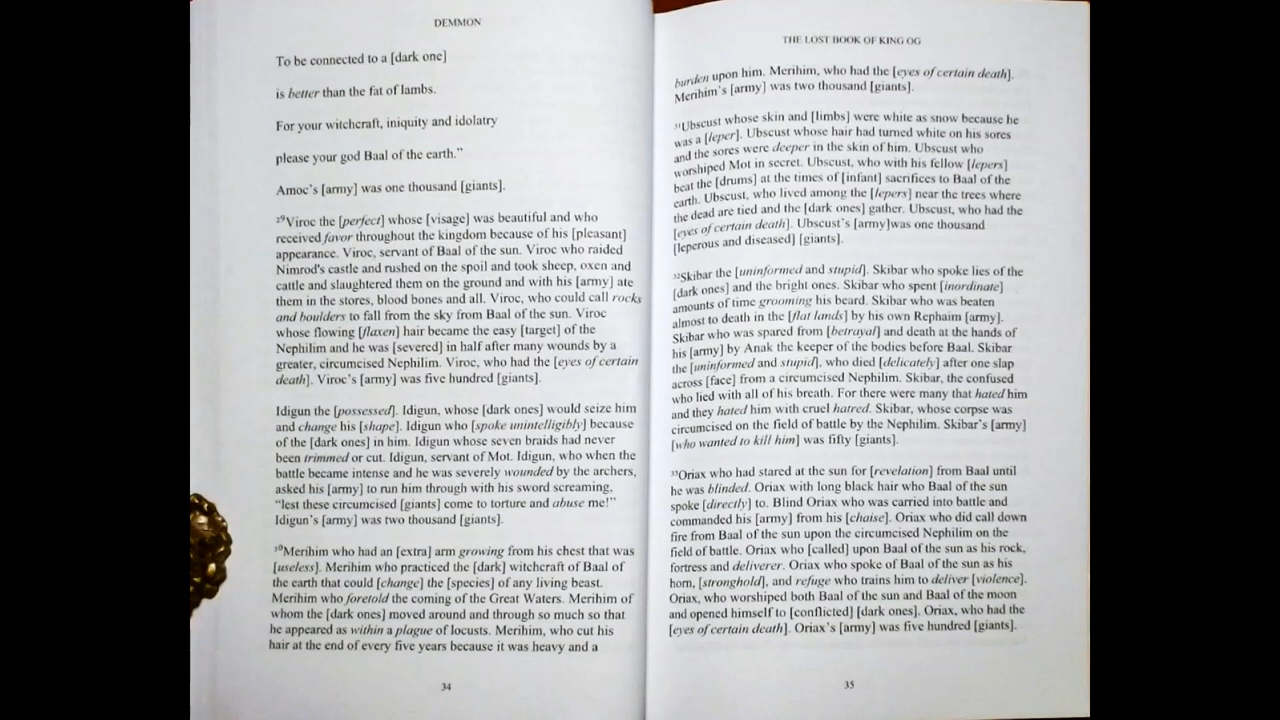 DEMMON
To be connected to a [dark one]
is better than the fat of lambs.
For your witchcraft, iniquity and idolatry
please your god Baal of the earth."
Amoc's [army] was one thousand [giants].
²⁹Viroc the [perfect] whose [visage] was beautiful and who
received favor throughout the kingdom because of his [pleasant]
appearance. Viroc, servant of Baal of the sun. Viroc who raided
Nimrod's castle and rushed on the spoil and took sheep, oxen and
cattle and slaughtered them on the ground and with his [army] ate
them in the stores, blood bones and all. Viroc, who could call rocks
and boulders to fall from the sky from Baal of the sun. Viroc
whose flowing [flaxen] hair became the easy [target] of the
Nephilim and he was [severed] in half after many wounds by a
greater, circumcised Nephilim. Viroc, who had the [eyes of certain
death]. Viroc's [army] was five hundred [giants].
Idigun the [possessed]. Idigun, whose [dark ones] would seize him
and change his [shape]. Idigun who [spoke unintelligibly] because
of the [dark ones] in him. Idigun whose seven braids had never
been trimmed or cut. Idigun, servant of Mot. Idigun, who when the
battle became intense and he was severely wounded by the archers,
asked his [army] to run him through with his sword screaming,
"lest these circumcised [giants] come to torture and abuse me!"
Idigun's [army] was two thousand [giants].
³⁰Merihim who had an [extra] arm growing from his chest that was
[useless]. Merihim who practiced the [dark] witchcraft of Baal of
the earth that could [change] the [species] of any living beast.
Merihim who foretold the coming of the Great Waters. Merihim of
whom the [dark ones] moved around and through so much so that
he appeared as within a plague of locusts. Merihim, who cut his
hair at the end of every five years because it was heavy and a
34
THE LOST BOOK OF KING OG
burden upon him. Merihim, who had the [eyes of certain death].
Merihim's [army] was two thousand [giants].
³¹Ubscust whose skin and [limbs] were white as snow because he
was a [leper]. Ubscust whose hair had turned white on his sores
and the sores were deeper in the skin of him. Ubscust who
worshiped Mot in secret. Ubscust, who with his fellow [lepers]
beat the [drums] at the times of [infant] sacrifices to Baal of the
earth. Ubscust, who lived among the [lepers] near the trees where
the dead are tied and the [dark ones] gather. Ubscust, who had the
[eyes of certain death]. Ubscust's [army]was one thousand
[leperous and diseased] [giants].
³²Skibar the [uninformed and stupid]. Skibar who spoke lies of the
[dark ones] and the bright ones. Skibar who spent [inordinate]
amounts of time grooming his beard. Skibar who was beaten
almost to death in the [flat lands] by his own Rephaim [army].
Skibar who was spared from [betrayal] and death at the hands of
his [army] by Anak the keeper of the bodies before Baal. Skibar
the [uninformed and stupid], who died [delicately] after one slap
across [face] from a circumcised Nephilim. Skibar, the confused
who lied with all of his breath. For there were many that hated him
and they hated him with cruel hatred. Skibar, whose corpse was
circumcised on the field of battle by the Nephilim. Skibar's [army]
[who wanted to kill him] was fifty [giants].
³³Oriax who had stared at the sun for [revelation] from Baal until
he was blinded. Oriax with long black hair who Baal of the sun
spoke [directly] to. Blind Oriax who was carried into battle and
commanded his [army] from his [chaise]. Oriax who did call down
fire from Baal of the sun upon the circumcised Nephilim on the
field of battle. Oriax who [called] upon Baal of the sun as his rock,
fortress and deliverer. Oriax who spoke of Baal of the sun as his
horn, [stronghold], and refuge who trains him to deliver [violence].
Oriax, who worshiped both Baal of the sun and Baal of the moon
and opened himself to [conflicted] [dark ones]. Oriax, who had the
[eyes of certain death]. Oriax's [army] was five hundred [giants].
35